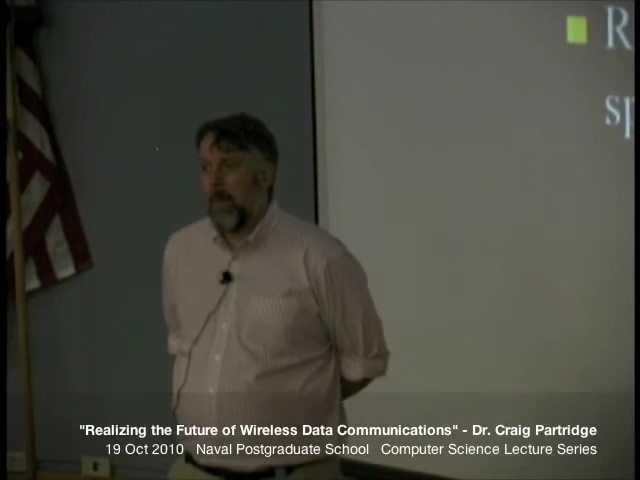 R
sp
"Realizing the Future of Wireless Data Communications" - Dr. Craig Partridge
19 Oct 2010 Naval Postgraduate School Computer Science Lecture Series